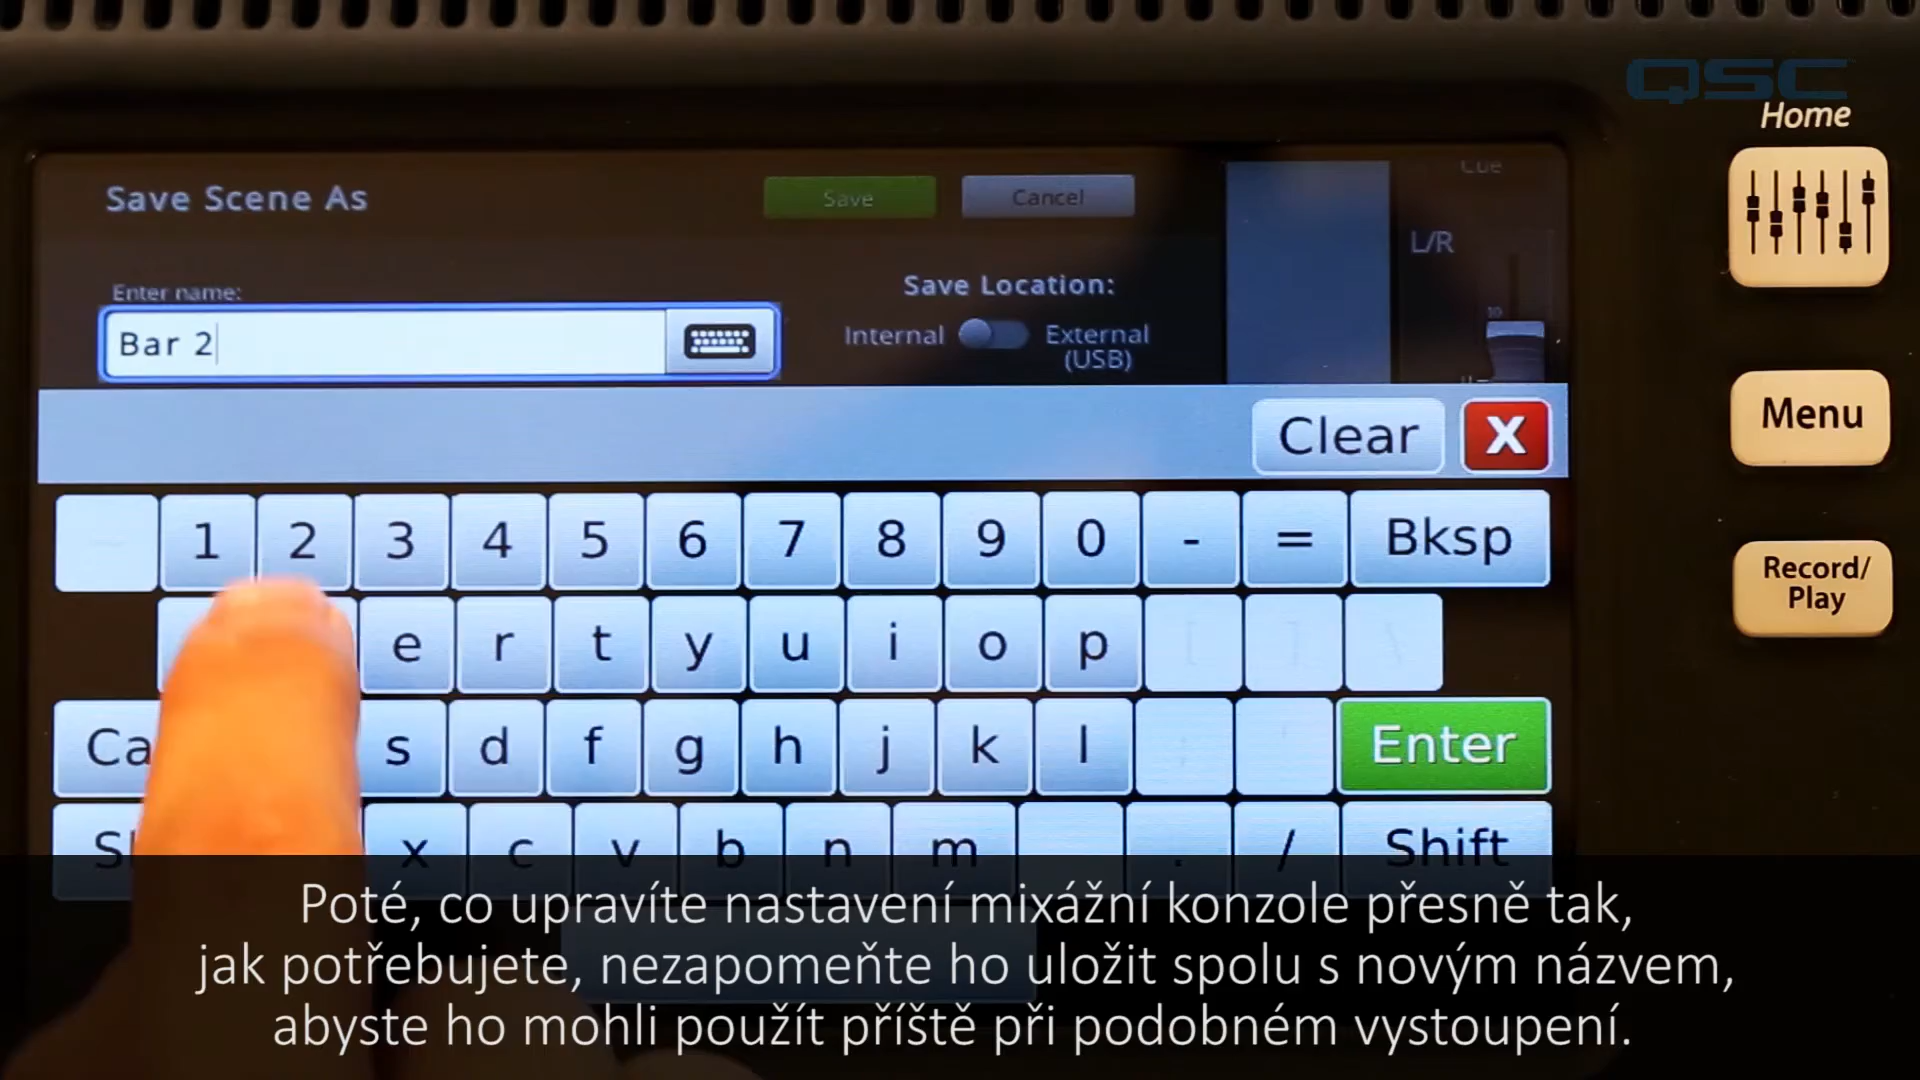 QSC
Home
Cue
Save Scene As
Save
Cancel
L/R
Enter name:
Save Location:
10
Bar 2
Internal
External
(USB)
Clear
X
Menu
1 2 3 4 5 6 7 8 9 0 - = Bksp
Record/
Play
e r t y u i o p [ ] \
Ca s d f g h j k l Enter
S x c v b n m . / Shift
Poté, co upravíte nastavení mixážní konzole přesně tak,
jak potřebujete, nezapomeňte ho uložit spolu s novým názvem,
abyste ho mohli použít příště při podobném vystoupení.